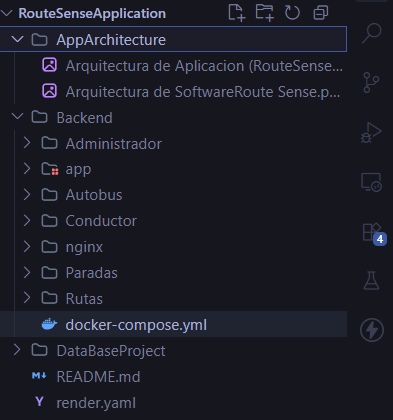 RouteSenseApplication
AppArchitecture
Arquitectura de Aplicacion (RouteSense...
Arquitectura de SoftwareRoute Sense.p...
Backend
Administrador
app
Autobus
Conductor
nginx
Paradas
Rutas
docker-compose.yml
DataBaseProject
README.md
render.yaml
4